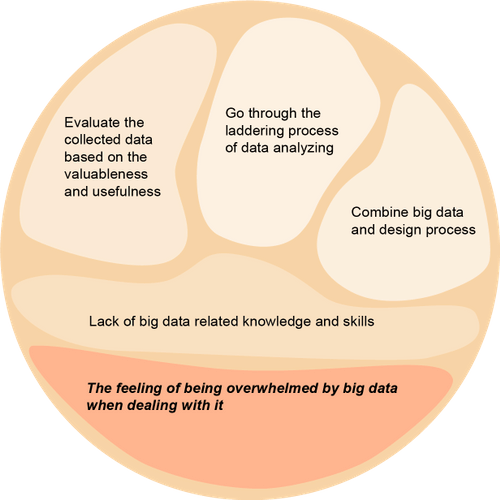 Evaluate the
collected data
based on the
valuableness
and usefulness
Go through the
laddering process
of data analyzing
Combine big data
and design process
Lack of big data related knowledge and skills
The feeling of being overwhelmed by big data
when dealing with it